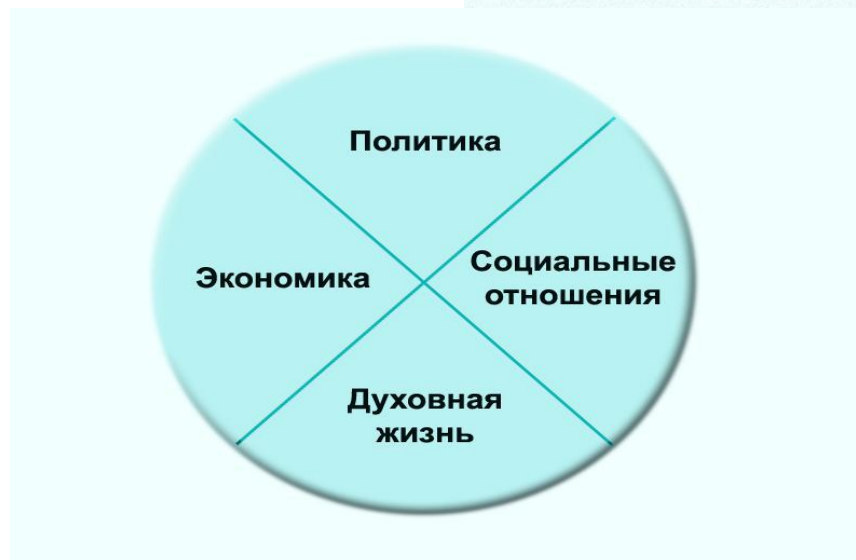 Политика
Экономика
Социальные
отношения
Духовная
жизнь